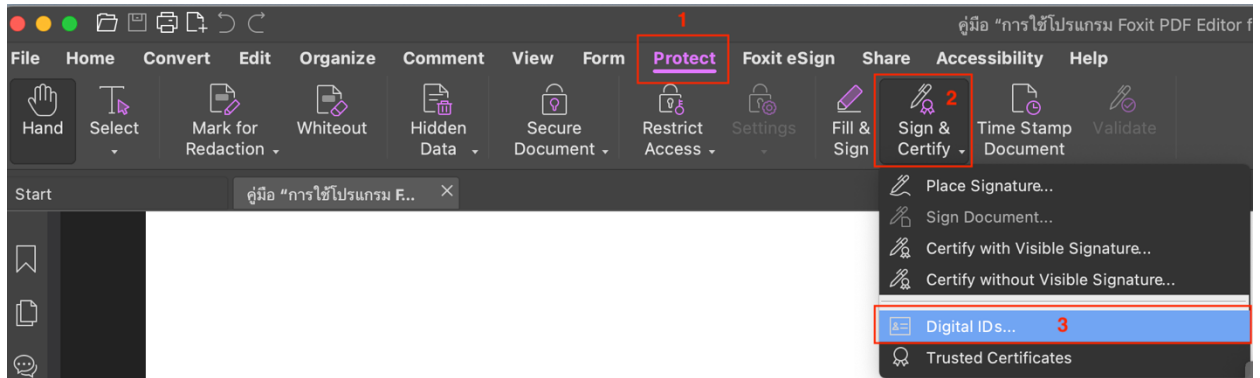 1
คู่มือ “การใช้โปรแกรม Foxit PDF Editor f
File Home Convert Edit Organize Comment View Form Protect Foxit eSign Share Accessibility Help
2
Hand Select Mark for Redaction Whiteout Hidden Data Secure Document Restrict Access Settings Fill & Sign Sign & Certify Time Stamp Document Validate
Start คู่มือ “การใช้โปรแกรม F...
Place Signature...
Sign Document...
Certify with Visible Signature...
Certify without Visible Signature...
Digital IDs... 3
Trusted Certificates